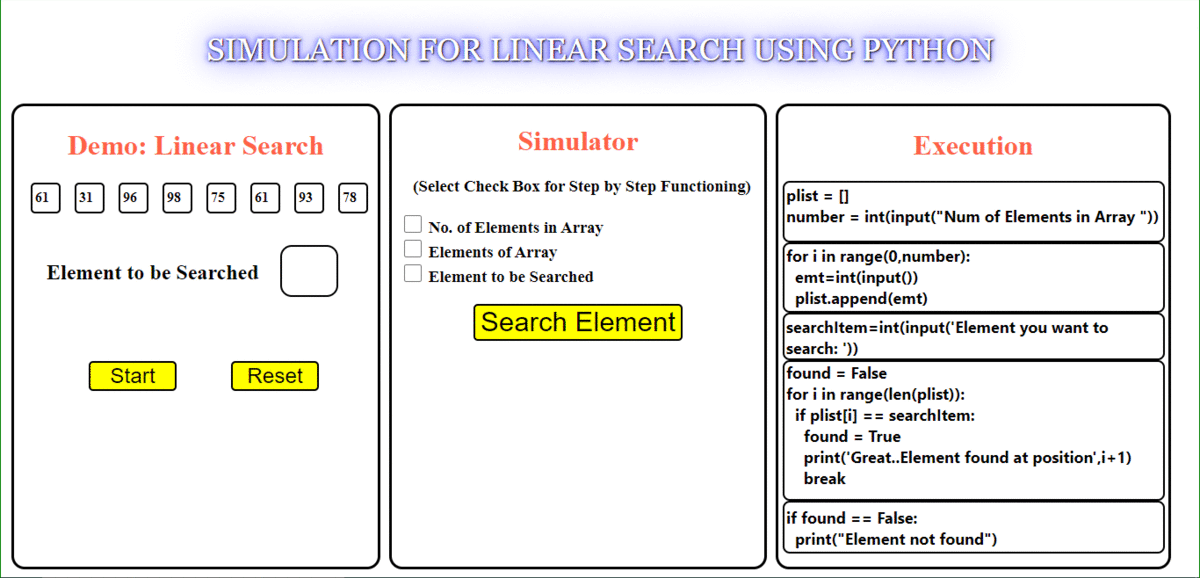 SIMULATION FOR LINEAR SEARCH USING PYTHON
Demo: Linear Search
61 31 96 98 75 61 93 78
Element to be Searched
Start Reset
Simulator
(Select Check Box for Step by Step Functioning)
No. of Elements in Array
Elements of Array
Element to be Searched
Search Element
Execution
plist = []
number = int(input("Num of Elements in Array "))
for i in range(0,number):
emt=int(input())
plist.append(emt)
searchItem=int(input('Element you want to
search: '))
found = False
for i in range(len(plist)):
if plist[i] == searchItem:
found = True
print('Great..Element found at position',i+1)
break
if found == False:
print("Element not found")